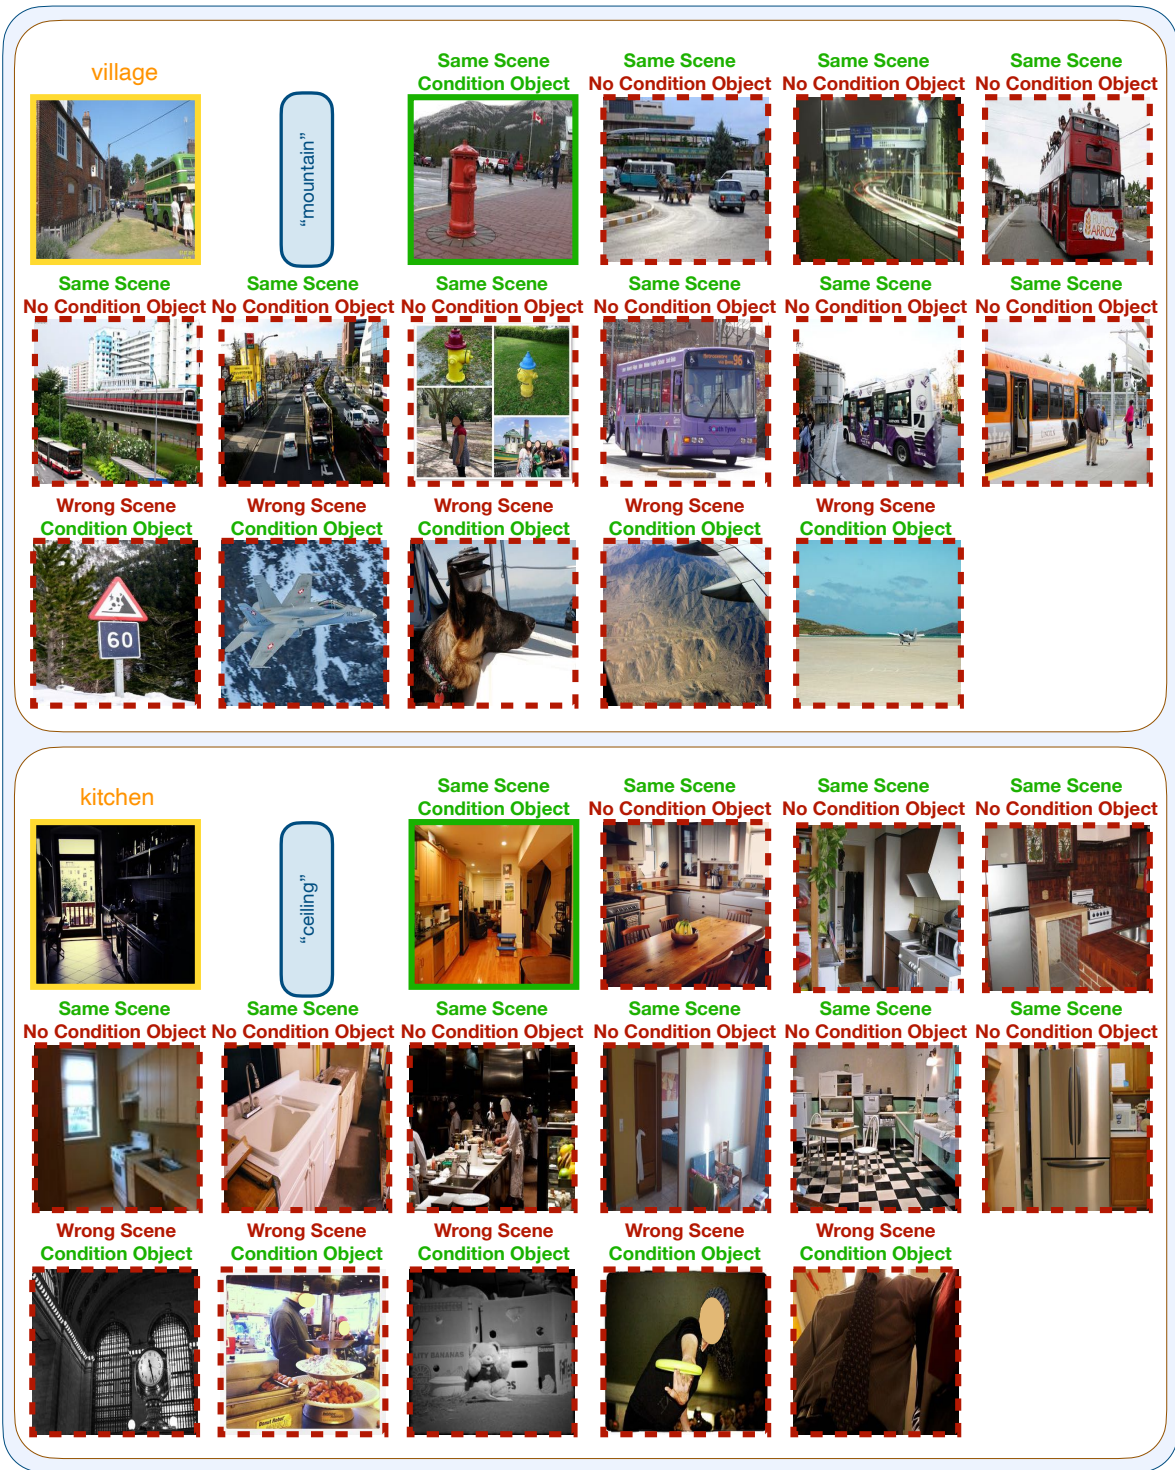 village
"mountain"
Same Scene
Condition Object
Same Scene
No Condition Object
Same Scene
No Condition Object
Same Scene
No Condition Object
ARROZ
Same Scene
No Condition Object
Same Scene
No Condition Object
Same Scene
No Condition Object
Same Scene
No Condition Object
96
Same Scene
No Condition Object
Same Scene
No Condition Object
Wrong Scene
Condition Object
60
Wrong Scene
Condition Object
Wrong Scene
Condition Object
Wrong Scene
Condition Object
Wrong Scene
Condition Object
kitchen
"ceiling"
Same Scene
Condition Object
Same Scene
No Condition Object
Same Scene
No Condition Object
Same Scene
No Condition Object
Same Scene
No Condition Object
Same Scene
No Condition Object
Same Scene
No Condition Object
Same Scene
No Condition Object
Same Scene
No Condition Object
Same Scene
No Condition Object
Wrong Scene
Condition Object
Wrong Scene
Condition Object
Wrong Scene
Condition Object
Wrong Scene
Condition Object
Wrong Scene
Condition Object